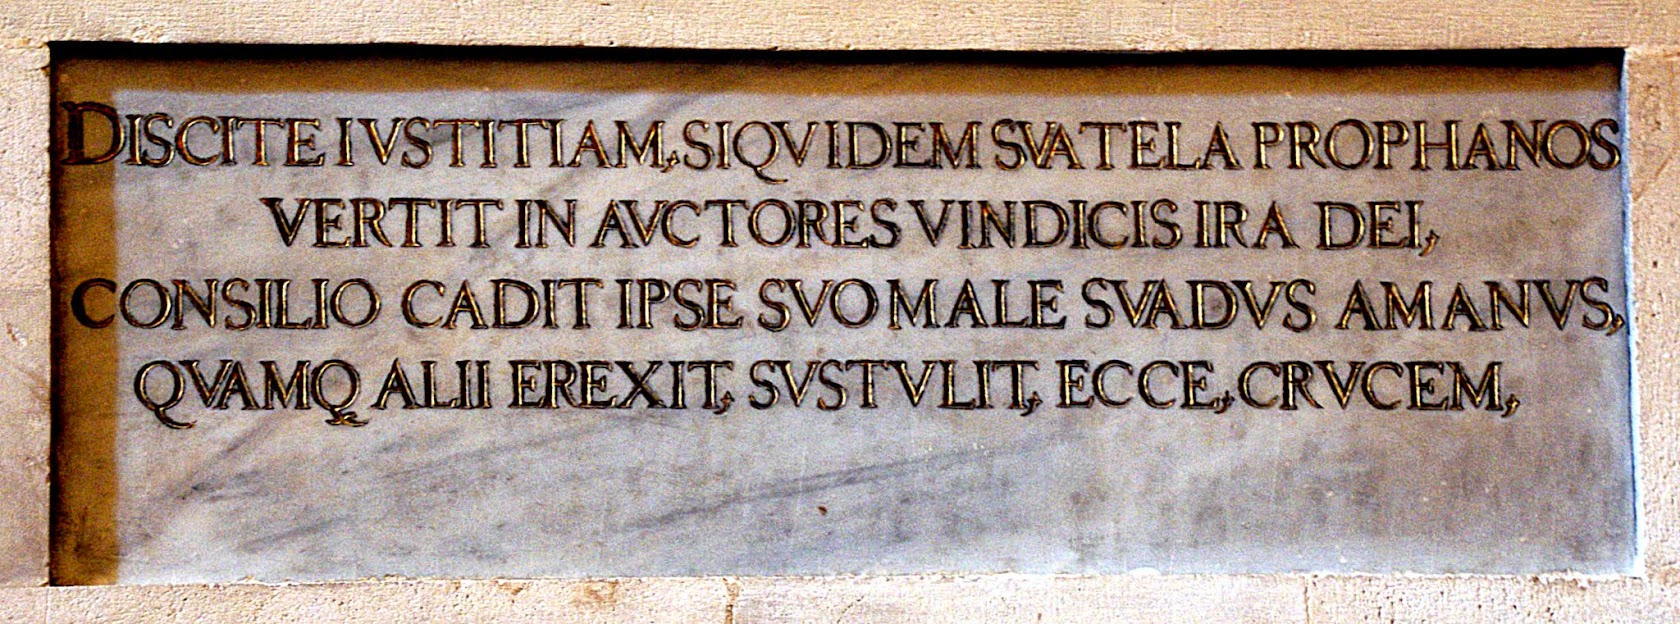 DISCITE IVSTITIAM, SIQVIDEM SVA TELA PROPHANOS
VERTIT IN AVCTORES VINDICIS IRA DEI,
CONSILIO CADIT IPSE SVO MALE SVADVS AMANVS,
QVAMQ ALII EREXIT, SVSTVLIT, ECCE, CRVCEM,